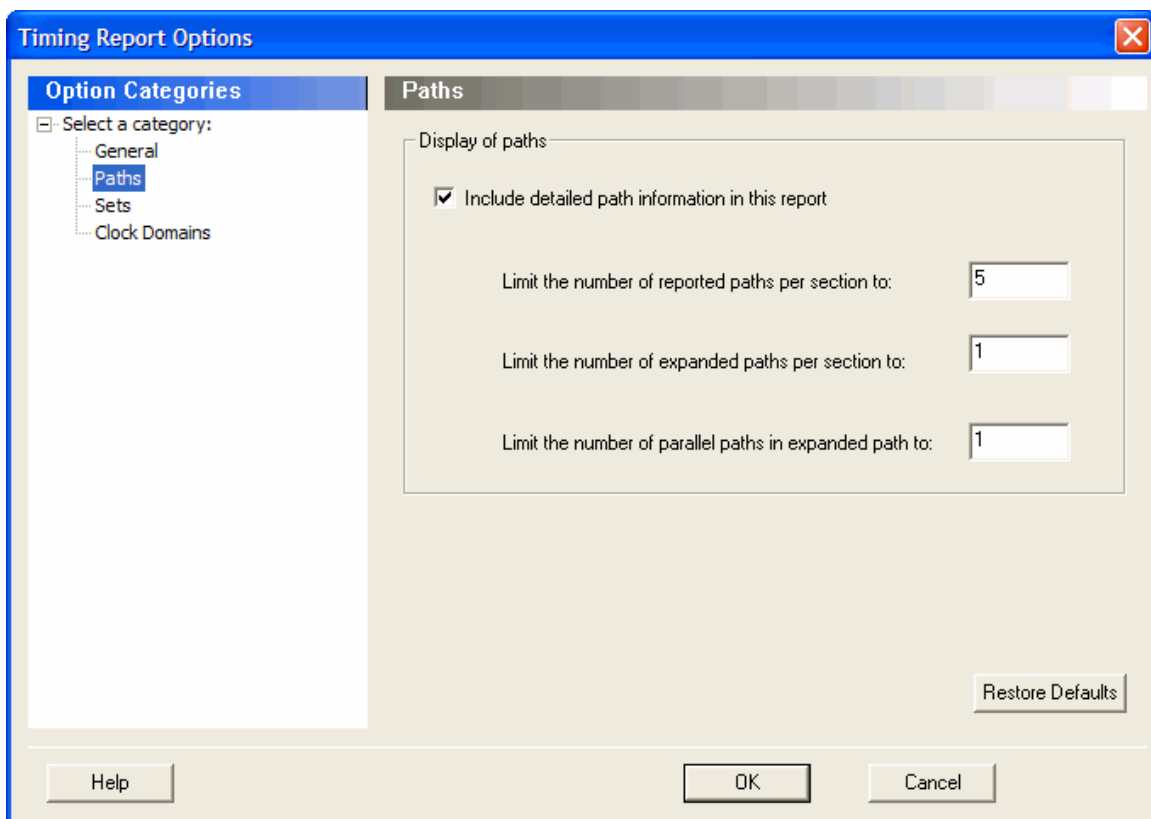 Timing Report Options
Option Categories
Select a category:
General
Paths
Sets
Clock Domains
Paths
Display of paths
Include detailed path information in this report
Limit the number of reported paths per section to: 5
Limit the number of expanded paths per section to: 1
Limit the number of parallel paths in expanded path to: 1
Restore Defaults
Help OK Cancel